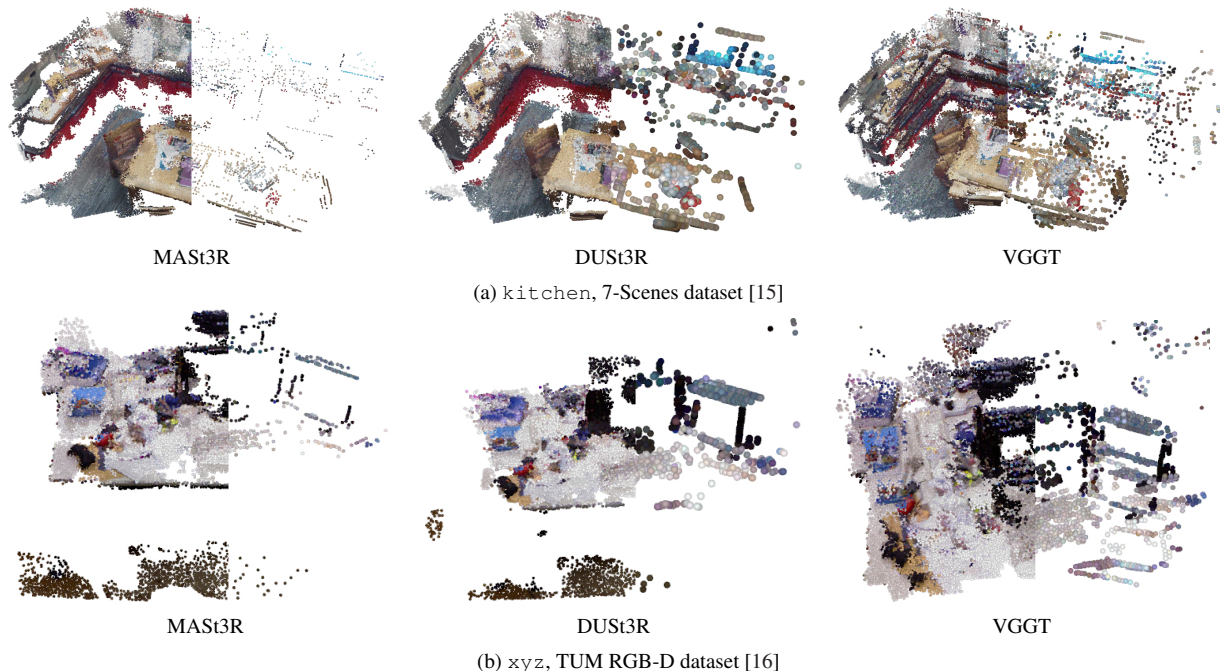 MASt3R DUSt3R VGGT
(a) kitchen, 7-Scenes dataset [15]
MASt3R DUSt3R VGGT
(b) xyz, TUM RGB-D dataset [16]